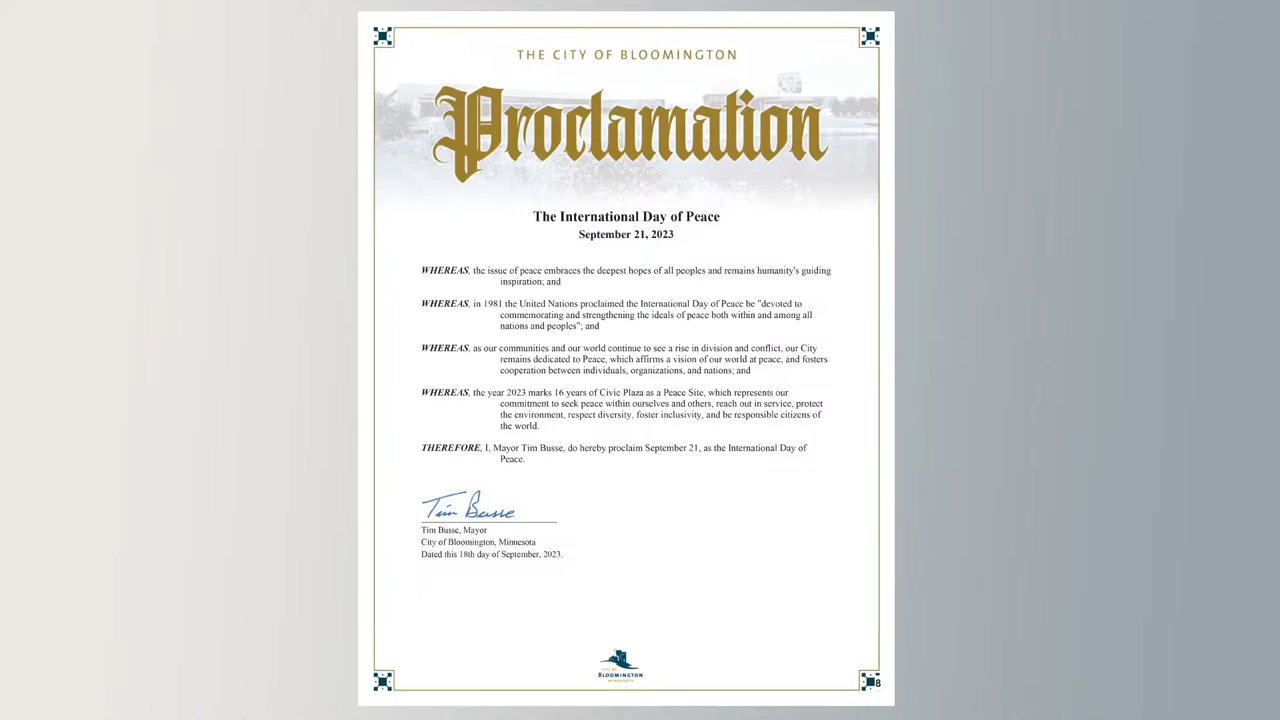 THE CITY OF BLOOMINGTON
Proclamation
The International Day of Peace
September 21, 2023
WHEREAS, the issue of peace embraces the deepest hopes of all peoples and remains humanity's guiding
inspiration; and
WHEREAS, in 1981 the United Nations proclaimed the International Day of Peace be "devoted to
commemorating and strengthening the ideals of peace both within and among all
nations and peoples"; and
WHEREAS, as our communities and our world continue to see a rise in division and conflict, our City
remains dedicated to Peace, which affirms a vision of our world at peace, and fosters
cooperation between individuals, organizations, and nations; and
WHEREAS, the year 2023 marks 16 years of Civic Plaza as a Peace Site, which represents our
commitment to seek peace within ourselves and others, reach out in service, protect
the environment, respect diversity, foster inclusivity, and be responsible citizens of
the world.
THEREFORE, I, Mayor Tim Busse, do hereby proclaim September 21, as the International Day of
Peace.
Tim Busse
Tim Busse, Mayor
City of Bloomington, Minnesota
Dated this 18th day of September, 2023.
CITY OF
BLOOMINGTON
MINNESOTA
8